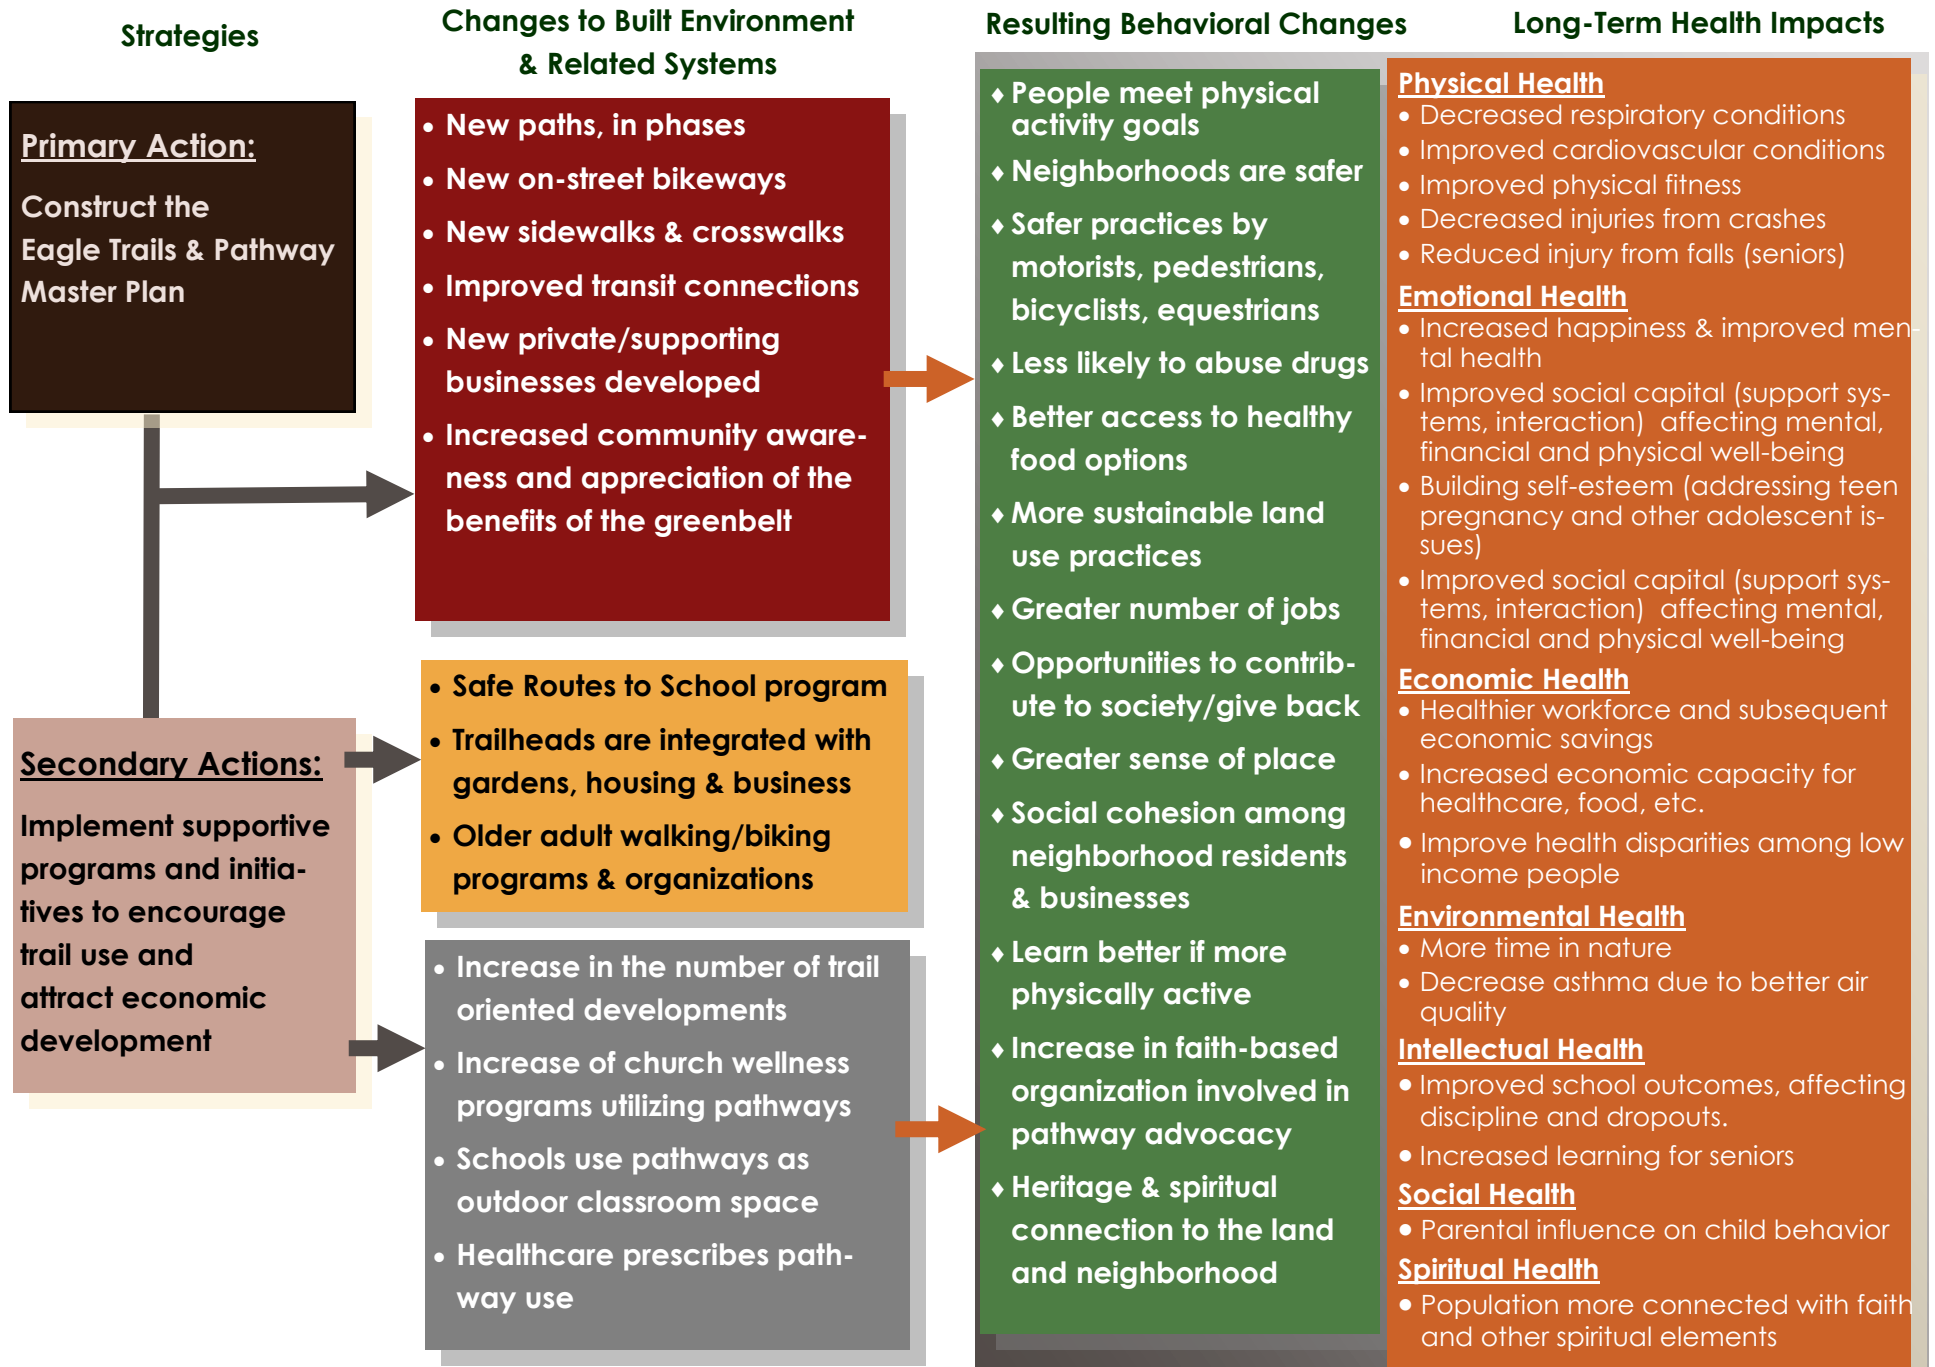 Strategies
Changes to Built Environment
& Related Systems
Resulting Behavioral Changes
Long-Term Health Impacts
Primary Action:
Construct the
Eagle Trails & Pathway
Master Plan
Secondary Actions:
Implement supportive
programs and initia-
tives to encourage
trail use and
attract economic
development
• New paths, in phases
• New on-street bikeways
• New sidewalks & crosswalks
• Improved transit connections
• New private/supporting
businesses developed
• Increased community aware-
ness and appreciation of the
benefits of the greenbelt
• Safe Routes to School program
• Trailheads are integrated with
gardens, housing & business
• Older adult walking/biking
programs & organizations
• Increase in the number of trail
oriented developments
• Increase of church wellness
programs utilizing pathways
• Schools use pathways as
outdoor classroom space
• Healthcare prescribes path-
way use
♦ People meet physical
activity goals
♦ Neighborhoods are safer
♦ Safer practices by
motorists, pedestrians,
bicyclists, equestrians
♦ Less likely to abuse drugs
♦ Better access to healthy
food options
♦ More sustainable land
use practices
♦ Greater number of jobs
♦ Opportunities to contrib-
ute to society/give back
♦ Greater sense of place
♦ Social cohesion among
neighborhood residents
& businesses
♦ Learn better if more
physically active
♦ Increase in faith-based
organization involved in
pathway advocacy
♦ Heritage & spiritual
connection to the land
and neighborhood
Physical Health
• Decreased respiratory conditions
• Improved cardiovascular conditions
• Improved physical fitness
• Decreased injuries from crashes
• Reduced injury from falls (seniors)
Emotional Health
• Increased happiness & improved men-
tal health
• Improved social capital (support sys-
tems, interaction) affecting mental,
financial and physical well-being
• Building self-esteem (addressing teen
pregnancy and other adolescent is-
sues)
• Improved social capital (support sys-
tems, interaction) affecting mental,
financial and physical well-being
Economic Health
• Healthier workforce and subsequent
economic savings
• Increased economic capacity for
healthcare, food, etc.
• Improve health disparities among low
income people
Environmental Health
• More time in nature
• Decrease asthma due to better air
quality
Intellectual Health
• Improved school outcomes, affecting
discipline and dropouts.
• Increased learning for seniors
Social Health
• Parental influence on child behavior
Spiritual Health
• Population more connected with faith
and other spiritual elements